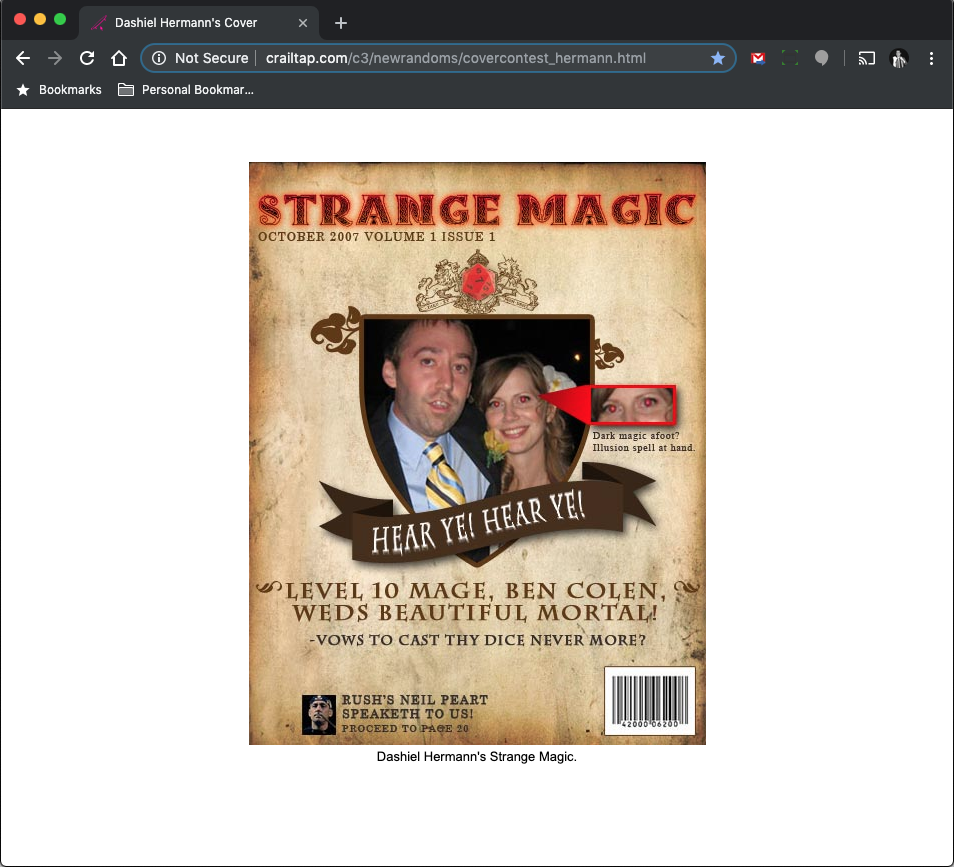 Dashiel Hermann's Cover
Not Secure
crailtap.com/c3/newrandoms/covercontest_hermann.html
Bookmarks
Personal Bookmar...
STRANGE MAGIC
OCTOBER 2007 VOLUME 1 ISSUE 1
Dark magic afoot?
Illusion spell at hand.
HEAR YE! HEAR YE!
LEVEL 10 MAGE, BEN COLEN,
WEDS BEAUTIFUL MORTAL!
-VOWS TO CAST THY DICE NEVER MORE?
RUSH'S NEIL PEART
SPEAKETH TO US!
PROCEED TO PAGE 20
42000 06200
Dashiel Hermann's Strange Magic.